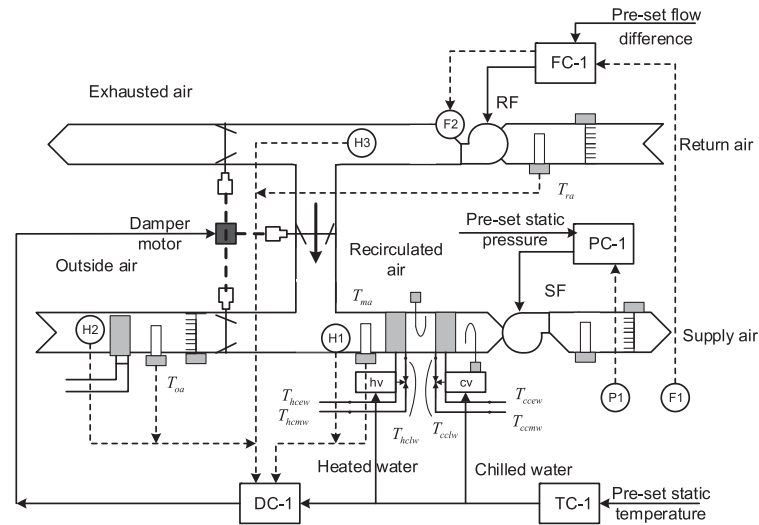 Pre-set flow
difference
FC-1
Exhausted air
RF
F2
H3
Return air
T_ra
Damper
motor
Pre-set static
pressure
PC-1
Outside air
Recirculated
air
T_ma
SF
H2
H1
Supply air
T_oa
hv
cv
T_hcew
T_ccew
P1
F1
T_hcmw
T_ccmw
T_hclw
T_cclw
Heated water
Chilled water
DC-1
TC-1
Pre-set static
temperature